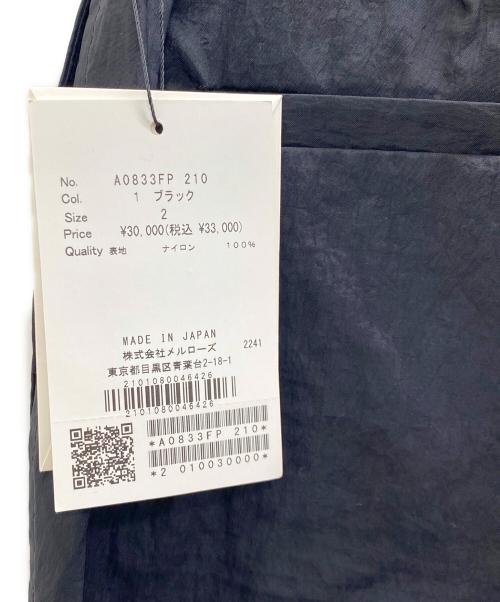 No. A0833FP 210
Col. 1 ブラック
Size 2
Price ¥30,000(税込 ¥33,000)
Quality 表地 ナイロン 100%
MADE IN JAPAN
株式会社メルローズ 2241
東京都目黒区青葉台2-18-1
2101080046426
2101080046426
*A0833FP 210*
*2 010030000*